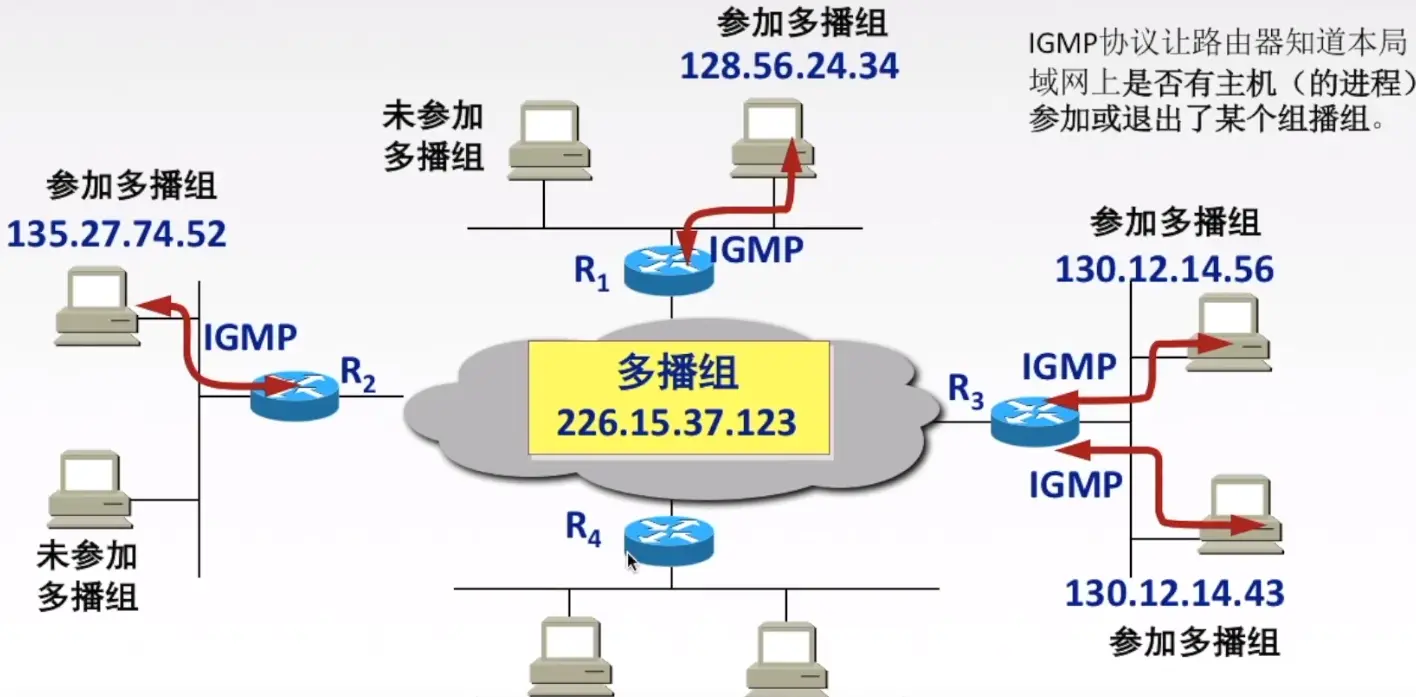 参加多播组
128.56.24.34
IGMP协议让路由器知道本局
域网上是否有主机（的进程）
参加或退出了某个组播组。
未参加
多播组
参加多播组
135.27.74.52
参加多播组
130.12.14.56
R1
IGMP
IGMP
R2
多播组
226.15.37.123
IGMP
R3
IGMP
R4
未参加
多播组
130.12.14.43
参加多播组